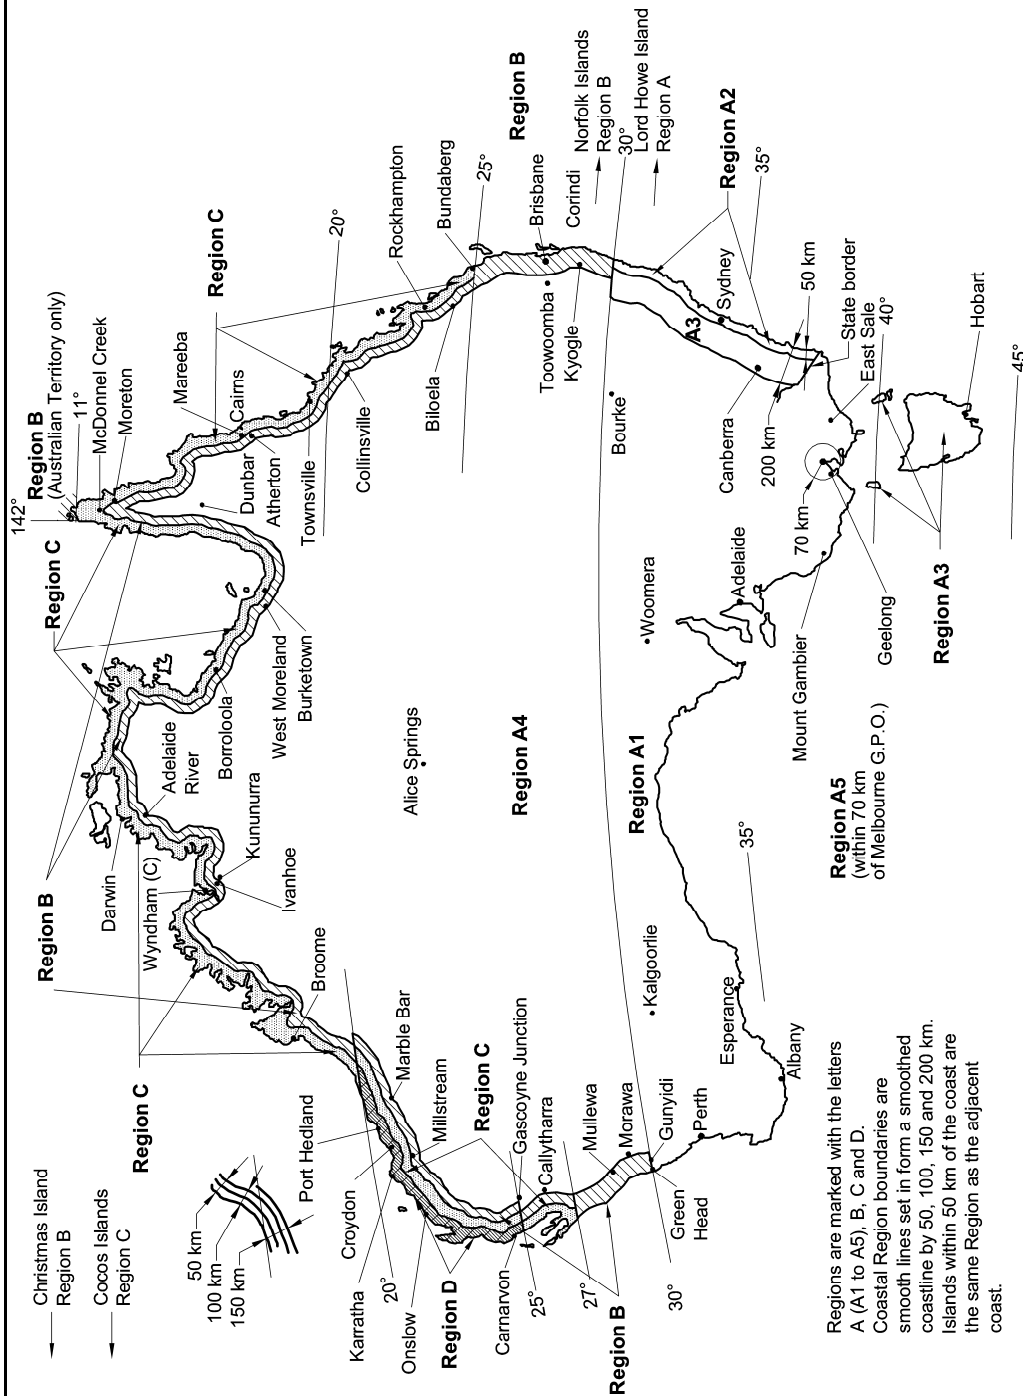 Christmas Island
Region B
Cocos Islands
Region C
50 km
100 km
150 km
Region C
Region B
Region C
142°
Region B
(Australian Territory only)
11°
McDonnel Creek
Moreton
Mareeba
Cairns
Region C
Dunbar
Atherton
Townsville
Collinsville
20°
Rockhampton
Biloela
Bundaberg
25°
Region B
Brisbane
Toowoomba
Kyogle
Corindi
Norfolk Islands
Region B
30°
Lord Howe Island
Region A
Region A2
35°
Darwin
Wyndham (C)
Adelaide
River
Kununurra
Ivanhoe
Borroloola
West Moreland
Burketown
Broome
Port Hedland
Croydon
Karratha
20°
Onslow
Region D
Marble Bar
Millstream
Region C
Gascoyne Junction
Carnarvon
25°
Callytharra
27°
Region B
Mullewa
Morawa
Gunyidi
Green
Head
30°
Perth
Alice Springs
Region A4
Region A1
Kalgoorlie
Esperance
Albany
35°
Woomera
Adelaide
Bourke
A3
Sydney
50 km
Canberra
200 km
State border
East Sale
40°
70 km
Mount Gambier
Geelong
Region A3
Hobart
45°
Region A5
(within 70 km
of Melbourne G.P.O.)
Regions are marked with the letters
A (A1 to A5), B, C and D.
Coastal Region boundaries are
smooth lines set in form a smoothed
coastline by 50, 100, 150 and 200 km.
Islands within 50 km of the coast are
the same Region as the adjacent
coast.